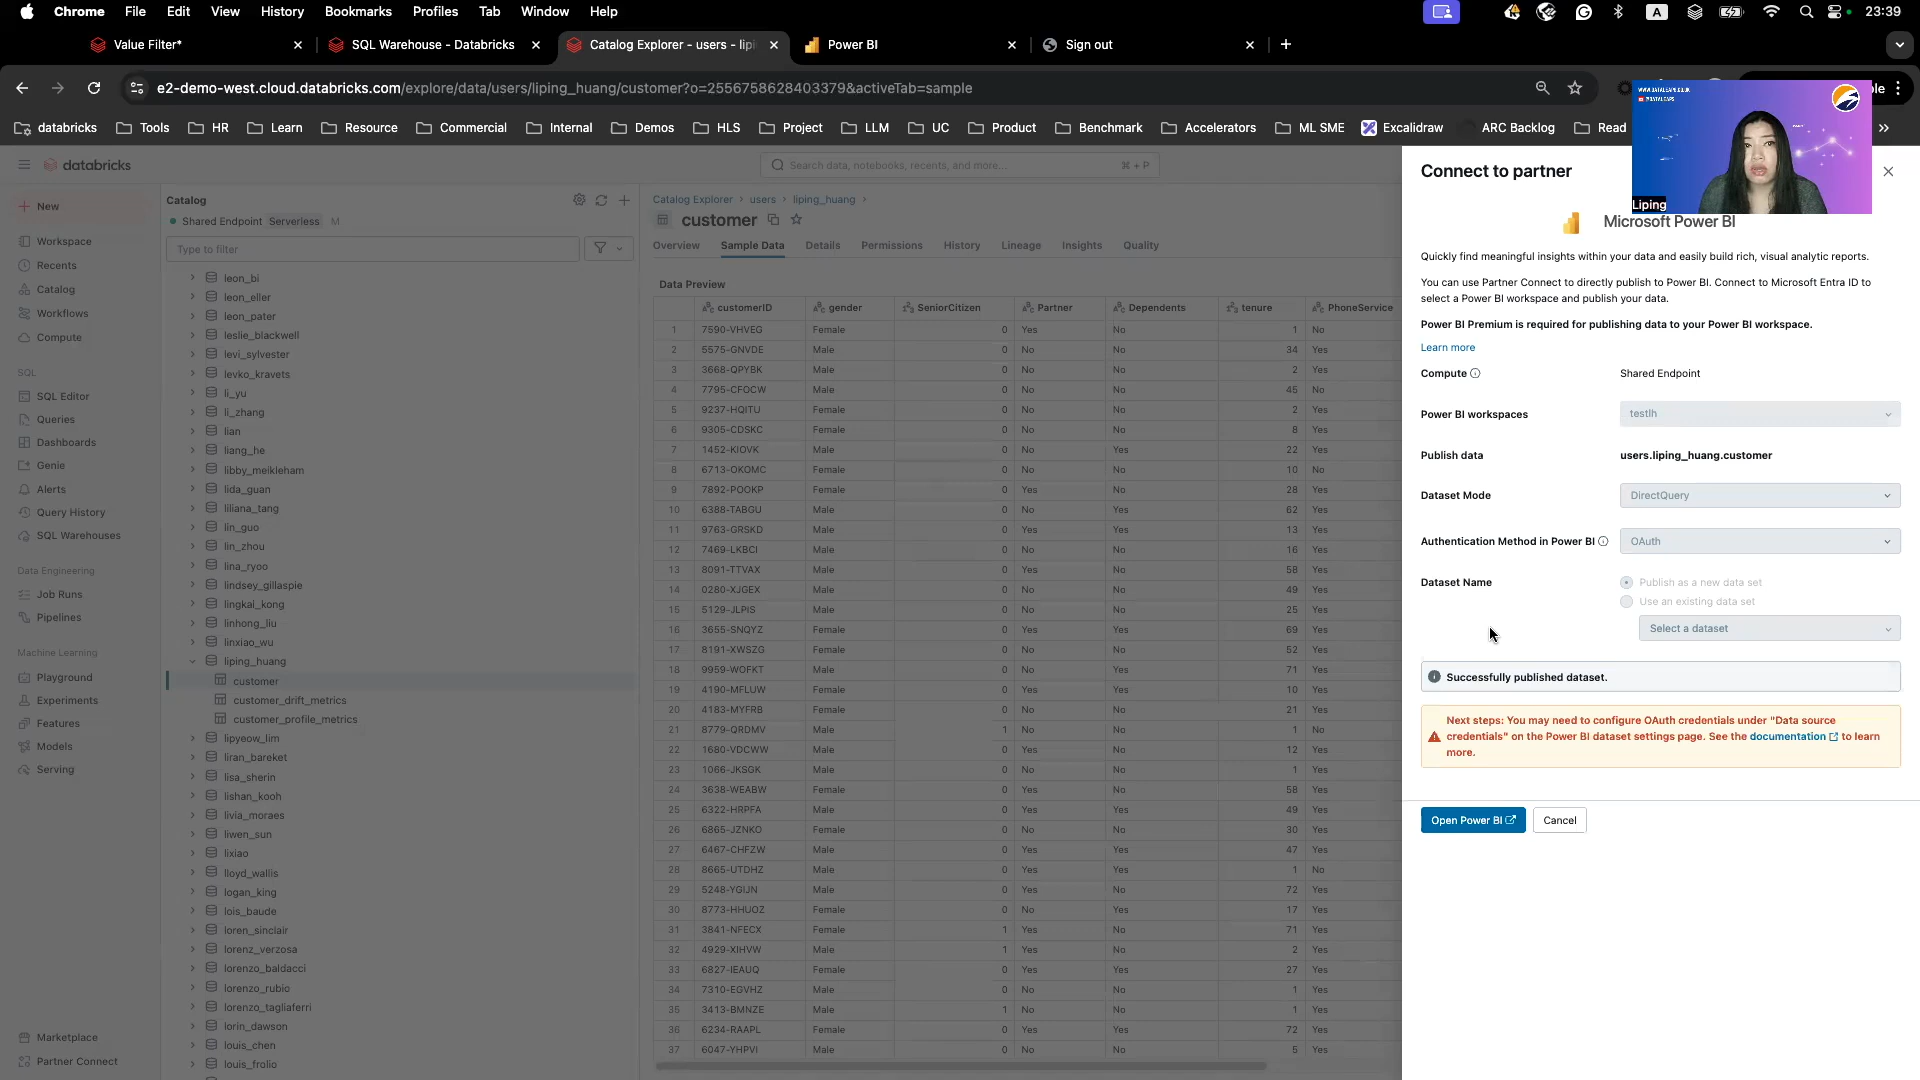 Chrome File Edit View History Bookmarks Profiles Tab Window Help A 23:39
Value Filter* SQL Warehouse - Databricks Catalog Explorer - users - lipi Power BI Sign out
e2-demo-west.cloud.databricks.com/explore/data/users/liping_huang/customer?o=2556758628403379&activeTab=sample
databricks Tools HR Learn Resource Commercial Internal Demos HLS Project LLM UC Product Benchmark Accelerators ML SME Excalidraw ARC Backlog Read
WWW.DATALEAPS.CO.UK
@DATALEAPS
Liping
databricks
Search data, notebooks, recents, and more... ⌘ + P
New
Workspace
Recents
Catalog
Workflows
Compute
SQL
SQL Editor
Queries
Dashboards
Genie
Alerts
Query History
SQL Warehouses
Data Engineering
Job Runs
Pipelines
Machine Learning
Playground
Experiments
Features
Models
Serving
Marketplace
Partner Connect
Catalog
Shared Endpoint Serverless M
Type to filter
leon_bi
leon_eller
leon_pater
leslie_blackwell
levi_sylvester
levko_kravets
li_yu
li_zhang
lian
liang_he
libby_meikleham
lida_guan
liliana_tang
lin_guo
lin_zhou
lina_ryoo
lindsey_gillaspie
lingkai_kong
linhong_liu
linxiao_wu
liping_huang
customer
customer_drift_metrics
customer_profile_metrics
lipyeow_lim
liran_bareket
lisa_sherin
lishan_kooh
livia_moraes
liwen_sun
lixiao
lloyd_wallis
logan_king
lois_baude
loren_sinclair
lorenz_verzosa
lorenzo_baldacci
lorenzo_rubio
lorenzo_tagliaferri
lorin_dawson
louis_chen
louis_frolio
Catalog Explorer > users > liping_huang >
customer
Overview Sample Data Details Permissions History Lineage Insights Quality
Data Preview
customerID gender SeniorCitizen Partner Dependents tenure PhoneService
1 7590-VHVEG Female 0 Yes No 1 No
2 5575-GNVDE Male 0 No No 34 Yes
3 3668-QPYBK Male 0 No No 2 Yes
4 7795-CFOCW Male 0 No No 45 No
5 9237-HQITU Female 0 No No 2 Yes
6 9305-CDSKC Female 0 No No 8 Yes
7 1452-KIOVK Male 0 No Yes 22 Yes
8 6713-OKOMC Female 0 No No 10 No
9 7892-POOKP Female 0 Yes No 28 Yes
10 6388-TABGU Male 0 No Yes 62 Yes
11 9763-GRSKD Male 0 Yes Yes 13 Yes
12 7469-LKBCI Male 0 No No 16 Yes
13 8091-TTVAX Male 0 Yes No 58 Yes
14 0280-XJGEX Male 0 No No 49 Yes
15 5129-JLPIS Male 0 No No 25 Yes
16 3655-SNQYZ Female 0 Yes Yes 69 Yes
17 8191-XWSZG Female 0 No No 52 Yes
18 9959-WOFKT Male 0 No Yes 71 Yes
19 4190-MFLUW Female 0 Yes Yes 10 Yes
20 4183-MYFRB Female 0 No No 21 Yes
21 8779-QRDMV Male 1 No No 1 No
22 1680-VDCWW Male 0 Yes No 12 Yes
23 1066-JKSGK Male 0 No No 1 Yes
24 3638-WEABW Female 0 Yes No 58 Yes
25 6322-HRPFA Male 0 Yes Yes 49 Yes
26 6865-JZNKO Female 0 No No 30 Yes
27 6467-CHFZW Male 0 Yes Yes 47 Yes
28 8665-UTDHZ Male 0 Yes Yes 1 No
29 5248-YGIJN Male 0 Yes No 72 Yes
30 8773-HHUOZ Female 0 No Yes 17 Yes
31 3841-NFECX Female 1 Yes No 71 Yes
32 4929-XIHVW Male 1 Yes No 2 Yes
33 6827-IEAUQ Female 0 Yes Yes 27 Yes
34 7310-EGVHZ Male 0 No No 1 Yes
35 3413-BMNZE Male 1 No No 1 Yes
36 6234-RAAPL Female 0 Yes Yes 72 Yes
37 6047-YHPVI Male 0 No No 5 Yes
Connect to partner
Microsoft Power BI
Quickly find meaningful insights within your data and easily build rich, visual analytic reports.
You can use Partner Connect to directly publish to Power BI. Connect to Microsoft Entra ID to
select a Power BI workspace and publish your data.
Power BI Premium is required for publishing data to your Power BI workspace.
Learn more
Compute Shared Endpoint
Power BI workspaces testlh
Publish data users.liping_huang.customer
Dataset Mode DirectQuery
Authentication Method in Power BI OAuth
Dataset Name Publish as a new data set
Use an existing data set
Select a dataset
Successfully published dataset.
Next steps: You may need to configure OAuth credentials under "Data source
credentials" on the Power BI dataset settings page. See the documentation to learn
more.
Open Power BI Cancel